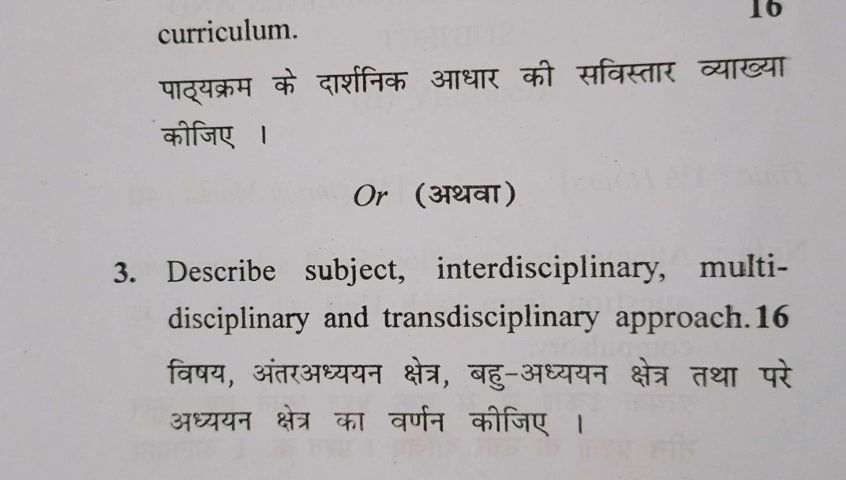 16
curriculum.
पाठ्यक्रम के दार्शनिक आधार की सविस्तार व्याख्या
कीजिए ।
Or (अथवा)
3. Describe subject, interdisciplinary, multi-
disciplinary and transdisciplinary approach. 16
विषय, अंतरअध्ययन क्षेत्र, बहु-अध्ययन क्षेत्र तथा परे
अध्ययन क्षेत्र का वर्णन कीजिए ।